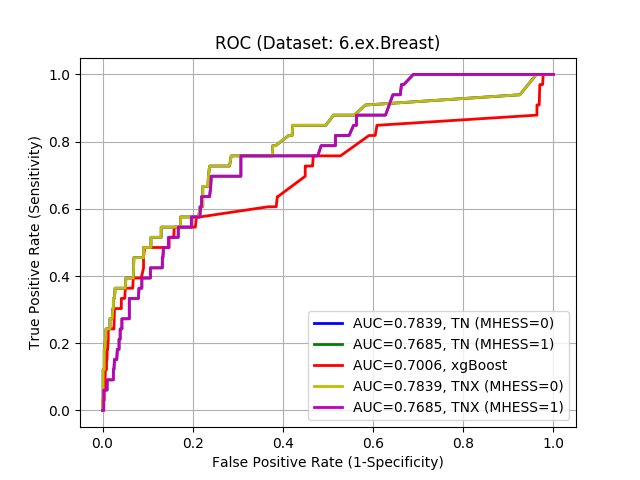 ROC (Dataset: 6.ex.Breast)
True Positive Rate (Sensitivity)
1.0
0.8
0.6
0.4
0.2
0.0
AUC=0.7839, TN (MHESS=0)
AUC=0.7685, TN (MHESS=1)
AUC=0.7006, xgBoost
AUC=0.7839, TNX (MHESS=0)
AUC=0.7685, TNX (MHESS=1)
0.0 0.2 0.4 0.6 0.8 1.0
False Positive Rate (1-Specificity)